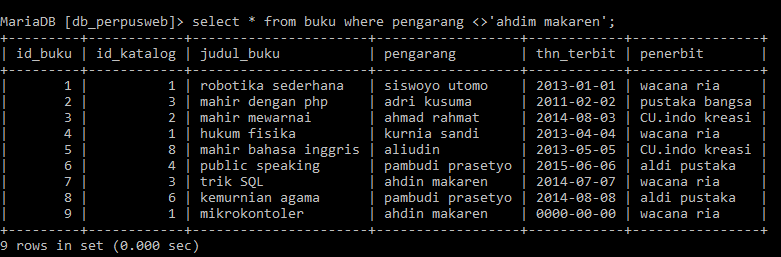 MariaDB [db_perpusweb]> select * from buku where pengarang <>'ahdim makaren';
+---------+------------+----------------------+------------------+------------+----------------+
| id_buku | id_katalog | judul_buku           | pengarang        | thn_terbit | penerbit       |
+---------+------------+----------------------+------------------+------------+----------------+
|       1 |          1 | robotika sederhana   | siswoyo utomo    | 2013-01-01 | wacana ria     |
|       2 |          3 | mahir dengan php     | adri kusuma      | 2011-02-02 | pustaka bangsa |
|       3 |          2 | mahir mewarnai       | ahmad rahmat     | 2014-08-03 | CU.indo kreasi |
|       4 |          1 | hukum fisika         | kurnia sandi     | 2013-04-04 | wacana ria     |
|       5 |          8 | mahir bahasa inggris | aliudin          | 2013-05-05 | CU.indo kreasi |
|       6 |          4 | public speaking      | pambudi prasetyo | 2015-06-06 | aldi pustaka   |
|       7 |          3 | trik SQL             | ahdin makaren    | 2014-07-07 | wacana ria     |
|       8 |          6 | kemurnian agama      | pambudi prasetyo | 2014-08-08 | aldi pustaka   |
|       9 |          1 | mikrokontoler        | ahdin makaren    | 0000-00-00 | wacana ria     |
+---------+------------+----------------------+------------------+------------+----------------+
9 rows in set (0.000 sec)